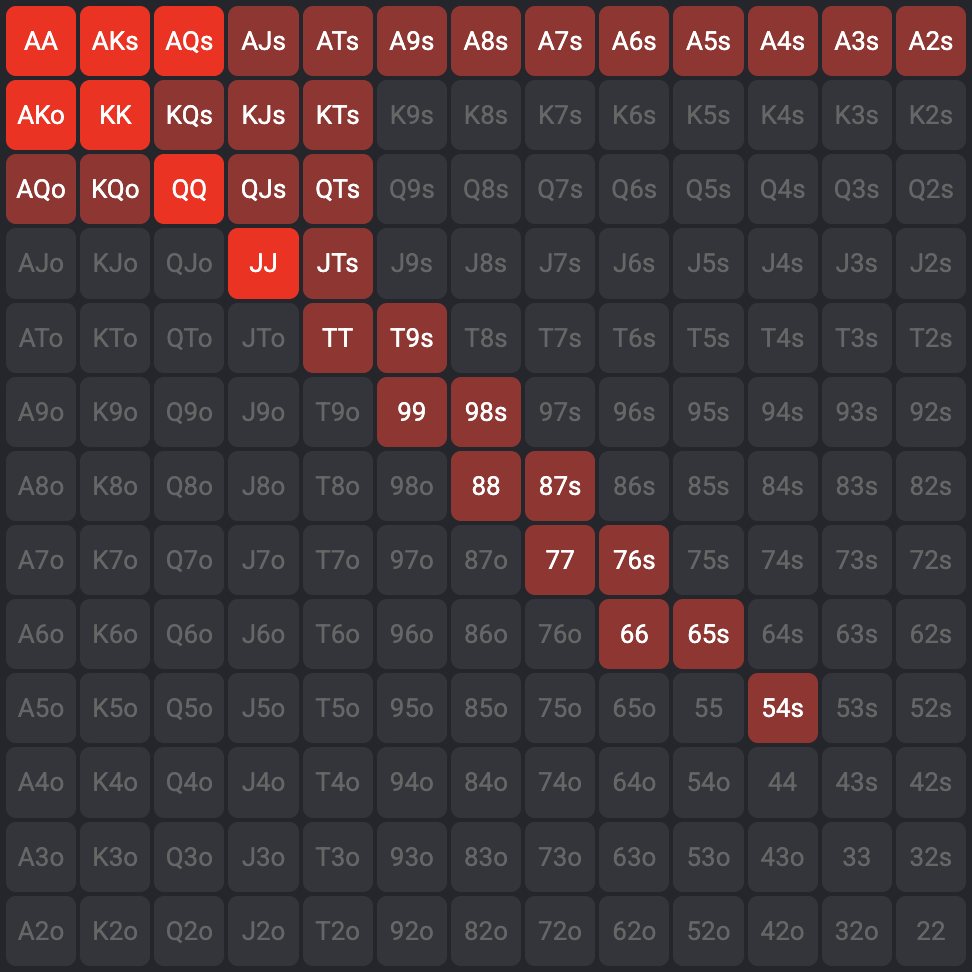 AA AKs AQs AJs ATs A9s A8s A7s A6s A5s A4s A3s A2s
AKo KK KQs KJs KTs K9s K8s K7s K6s K5s K4s K3s K2s
AQo KQo QQ QJs QTs Q9s Q8s Q7s Q6s Q5s Q4s Q3s Q2s
AJo KJo QJo JJ JTs J9s J8s J7s J6s J5s J4s J3s J2s
ATo KTo QTo JTo TT T9s T8s T7s T6s T5s T4s T3s T2s
A9o K9o Q9o J9o T9o 99 98s 97s 96s 95s 94s 93s 92s
A8o K8o Q8o J8o T8o 98o 88 87s 86s 85s 84s 83s 82s
A7o K7o Q7o J7o T7o 97o 87o 77 76s 75s 74s 73s 72s
A6o K6o Q6o J6o T6o 96o 86o 76o 66 65s 64s 63s 62s
A5o K5o Q5o J5o T5o 95o 85o 75o 65o 55 54s 53s 52s
A4o K4o Q4o J4o T4o 94o 84o 74o 64o 54o 44 43s 42s
A3o K3o Q3o J3o T3o 93o 83o 73o 63o 53o 43o 33 32s
A2o K2o Q2o J2o T2o 92o 82o 72o 62o 52o 42o 32o 22